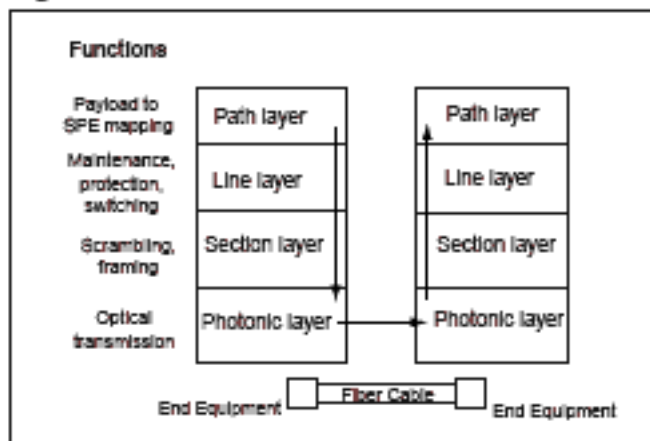 Functions
Payload to
SPE mapping
Path layer
Path layer
Maintenance,
protection,
switching
Line layer
Line layer
Scrambling,
framing
Section layer
Section layer
Optical
transmission
Photonic layer
Photonic layer
Fiber Cable
End Equipment
End Equipment